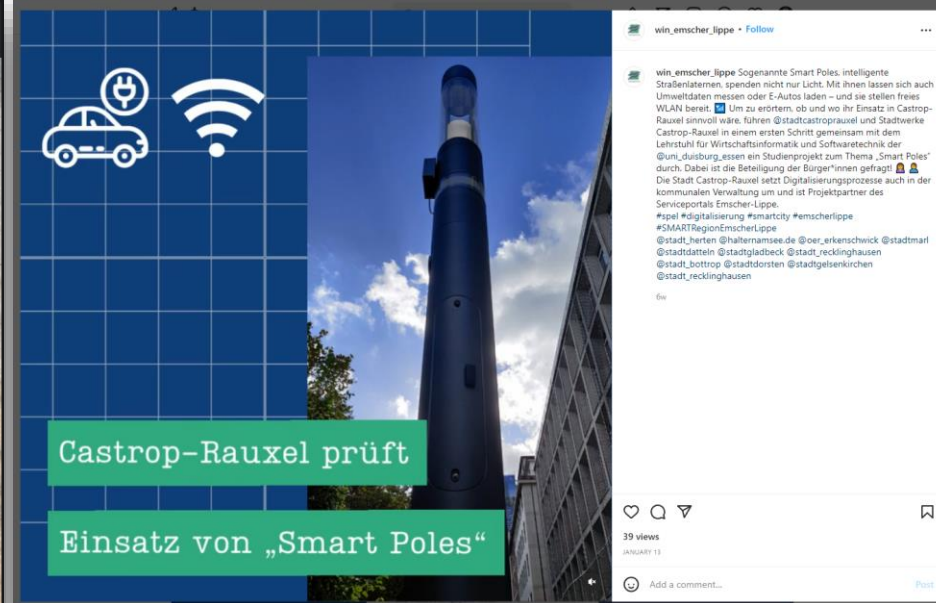 Castrop-Rauxel prüft
Einsatz von „Smart Poles“
win_emscher_lippe • Follow
win_emscher_lippe Sogenannte Smart Poles, intelligente
Straßenlaternen, spenden nicht nur Licht. Mit ihnen lassen sich auch
Umweltdaten messen oder E-Autos laden – und sie stellen freies
WLAN bereit. Um zu erörtern, ob und wo ihr Einsatz in Castrop-
Rauxel sinnvoll wäre, führen @stadtcastroprauxel und Stadtwerke
Castrop-Rauxel in einem ersten Schritt gemeinsam mit dem
Lehrstuhl für Wirtschaftsinformatik und Softwaretechnik der
@uni_duisburg_essen ein Studienprojekt zum Thema „Smart Poles“
durch. Dabei ist die Beteiligung der Bürger*innen gefragt!
Die Stadt Castrop-Rauxel setzt Digitalisierungsprozesse auch in der
kommunalen Verwaltung um und ist Projektpartner des
Serviceportals Emscher-Lippe.
#spel #digitalisierung #smartcity #emscherlippe
#SMARTRegionEmscherLippe
@stadt_herten @halternamsee.de @oer_erkenschwick @stadtmarl
@stadtdatteln @stadtgladbeck @stadt_recklinghausen
@stadt_bottrop @stadtdorsten @stadtgelsenkirchen
@stadt_recklinghausen
6w
39 views
JANUARY 13
Add a comment...
Post